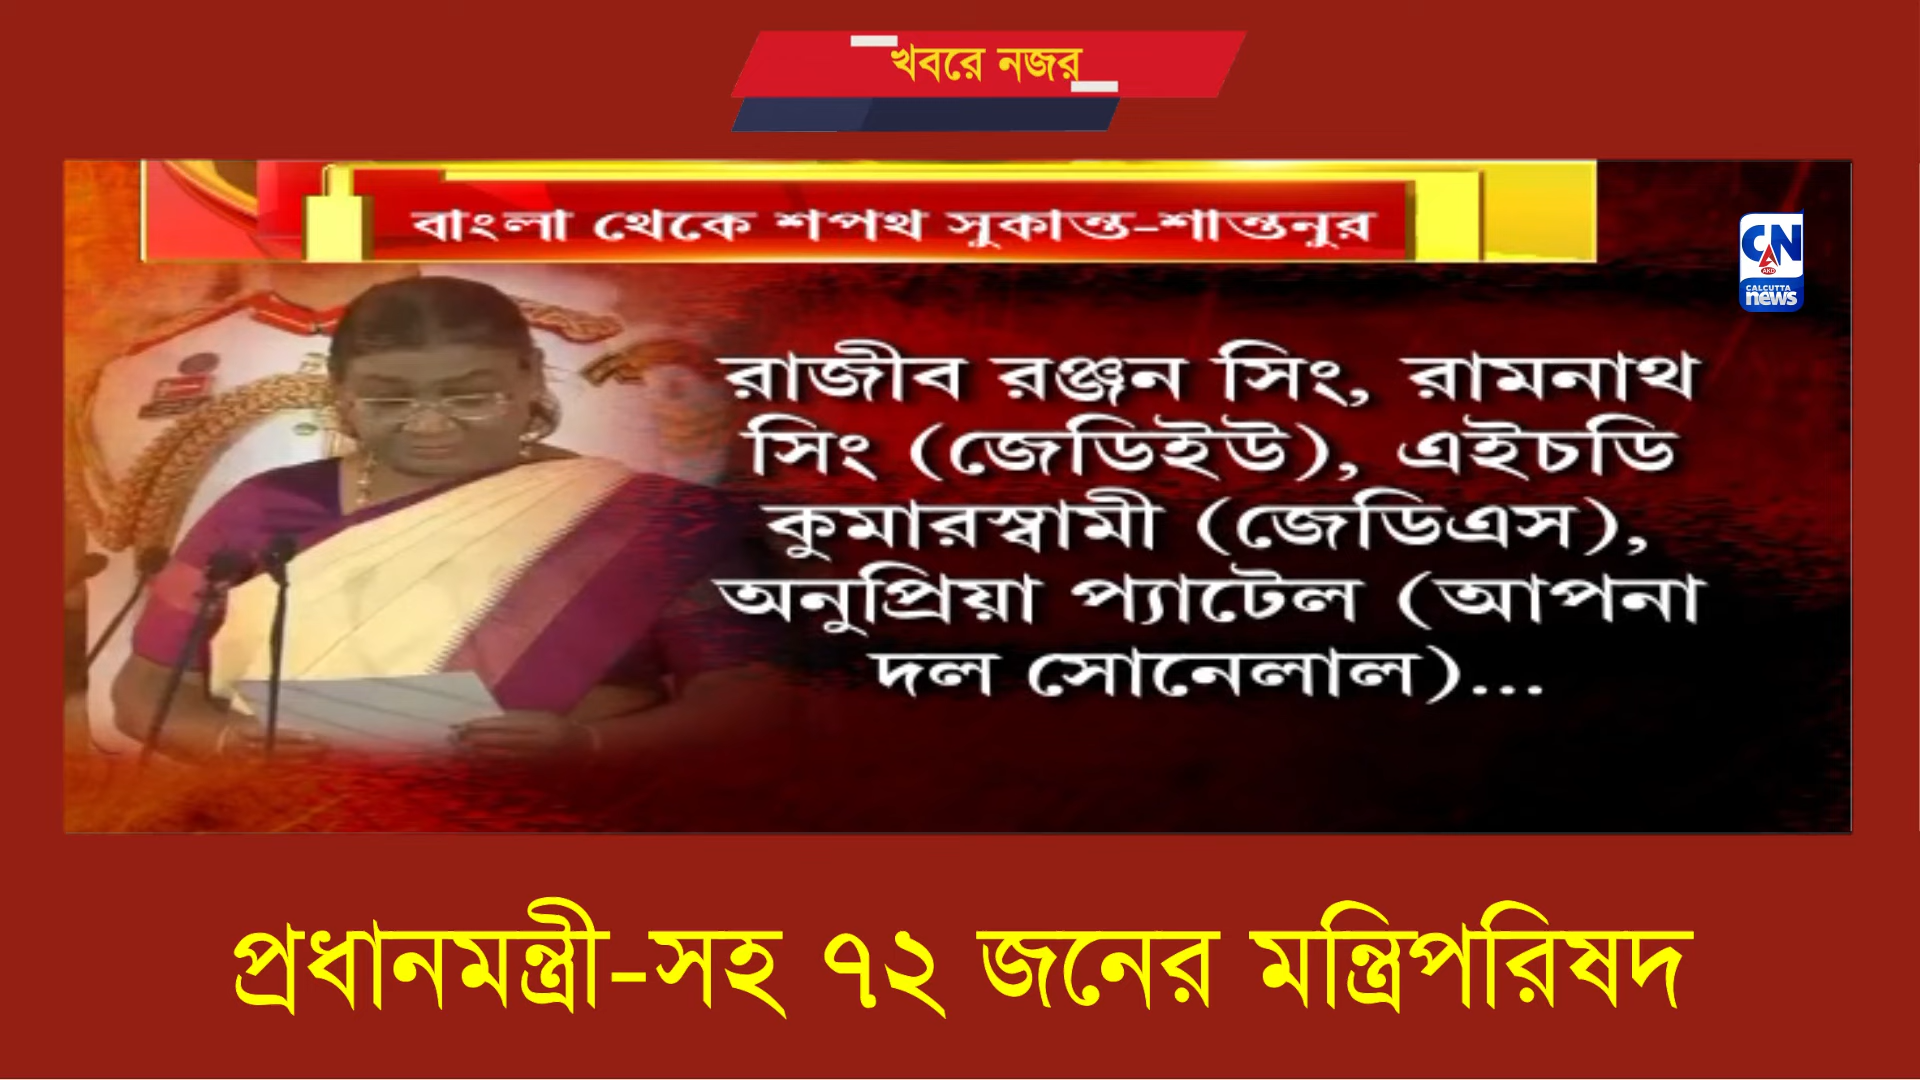 খবরে নজর
বাংলা থেকে শপথ সুকান্ত-শান্তনুর
CN
AKD
CALCUTTA
news
রাজীব রঞ্জন সিং, রামনাথ
সিং (জেডিইউ), এইচডি
কুমারস্বামী (জেডিএস),
অনুপ্রিয়া প্যাটেল (আপনা
দল সোনেলাল)...
প্রধানমন্ত্রী-সহ ৭২ জনের মন্ত্রিপরিষদ